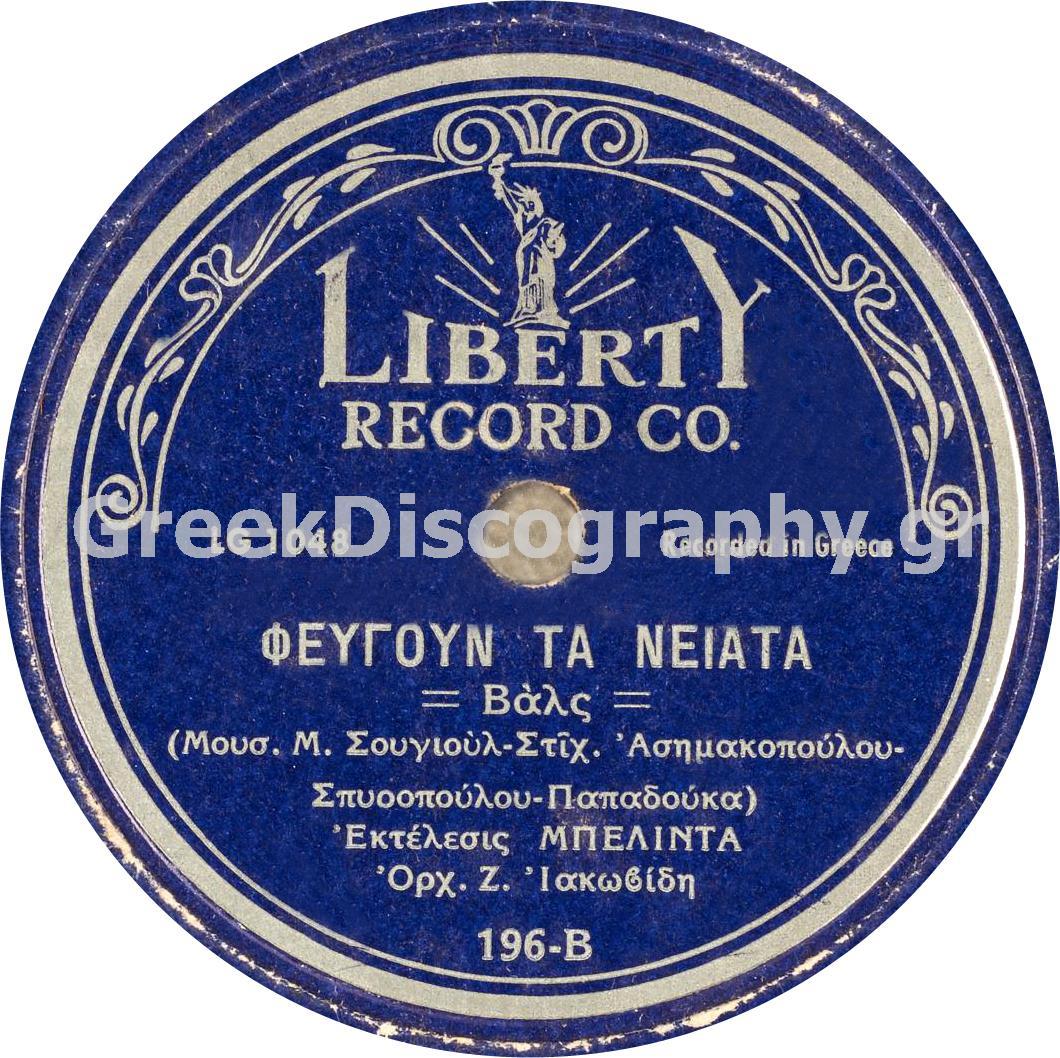 LIBERTY
RECORD CO.
GreekDiscography.gr
LG 1048 Recorded in Greece
ΦΕΥΓΟΥΝ ΤΑ ΝΕΙΑΤΑ
= Βὰλς =
(Μουσ. Μ. Σουγιοὺλ-Στῖχ. Ἀσημακοπούλου-
Σπυοοπούλου-Παπαδούκα)
Ἐκτέλεσις ΜΠΕΛΙΝΤΑ
Ὀρχ. Ζ. Ἰακωβίδη
196-B